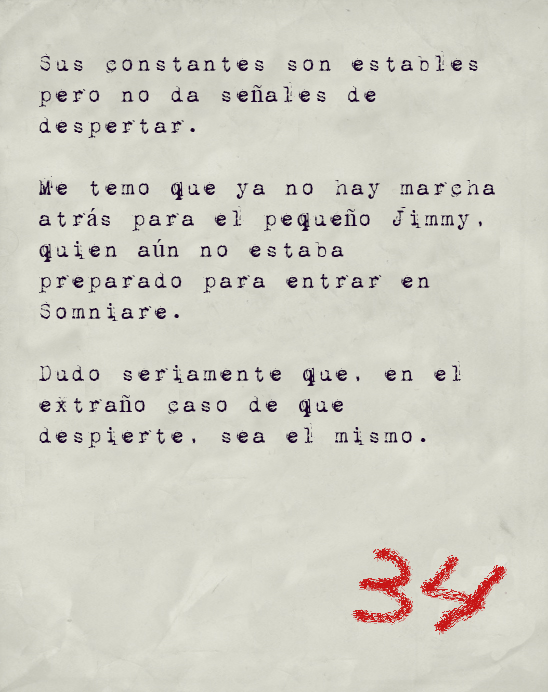 Sus constantes son estables
pero no da señales de
despertar.
Me temo que ya no hay marcha
atrás para el pequeño Jimmy,
quien aún no estaba
preparado para entrar en
Somniare.
Dudo seriamente que, en el
extraño caso de que
despierte, sea el mismo.
34